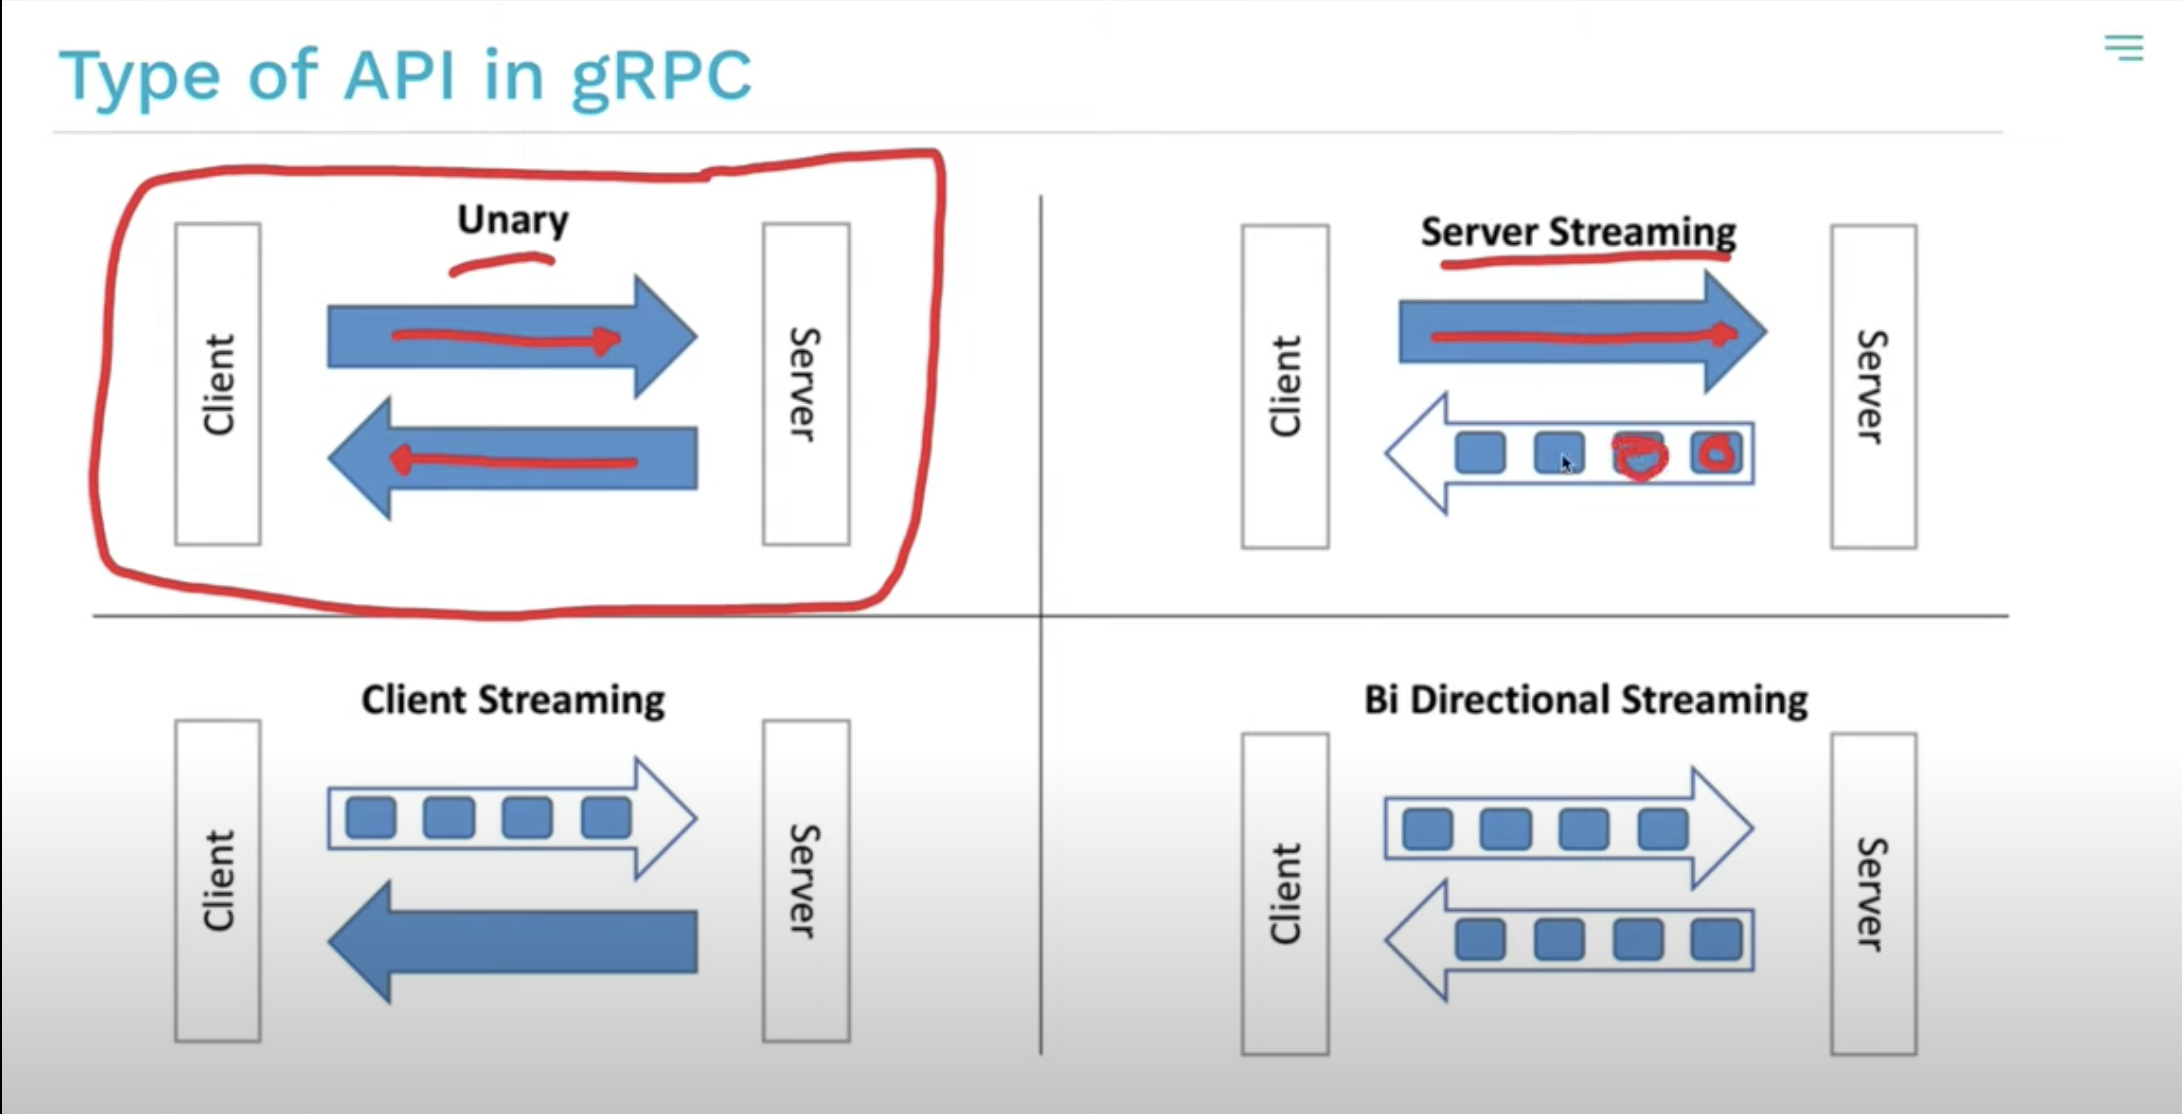 Type of API in gRPC
Unary
Client
Server
Server Streaming
Client
Server
Client Streaming
Client
Server
Bi Directional Streaming
Client
Server